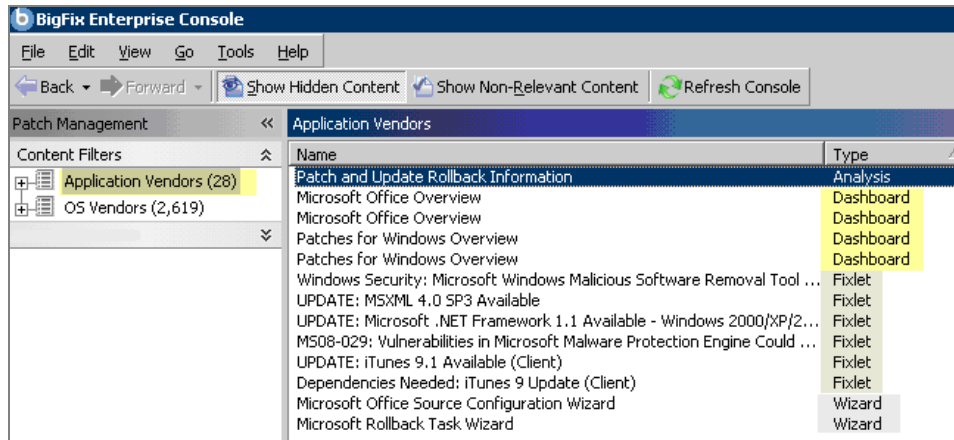 BigFix Enterprise Console
File Edit View Go Tools Help
Back Forward Show Hidden Content Show Non-Relevant Content Refresh Console
Patch Management « Application Vendors
Content Filters Name Type
Application Vendors (28) Patch and Update Rollback Information Analysis
Microsoft Office Overview Dashboard
OS Vendors (2,619) Microsoft Office Overview Dashboard
Patches for Windows Overview Dashboard
Patches for Windows Overview Dashboard
Windows Security: Microsoft Windows Malicious Software Removal Tool ... Fixlet
UPDATE: MSXML 4.0 SP3 Available Fixlet
UPDATE: Microsoft .NET Framework 1.1 Available - Windows 2000/XP/2... Fixlet
MS08-029: Vulnerabilities in Microsoft Malware Protection Engine Could ... Fixlet
UPDATE: iTunes 9.1 Available (Client) Fixlet
Dependencies Needed: iTunes 9 Update (Client) Fixlet
Microsoft Office Source Configuration Wizard Wizard
Microsoft Rollback Task Wizard Wizard